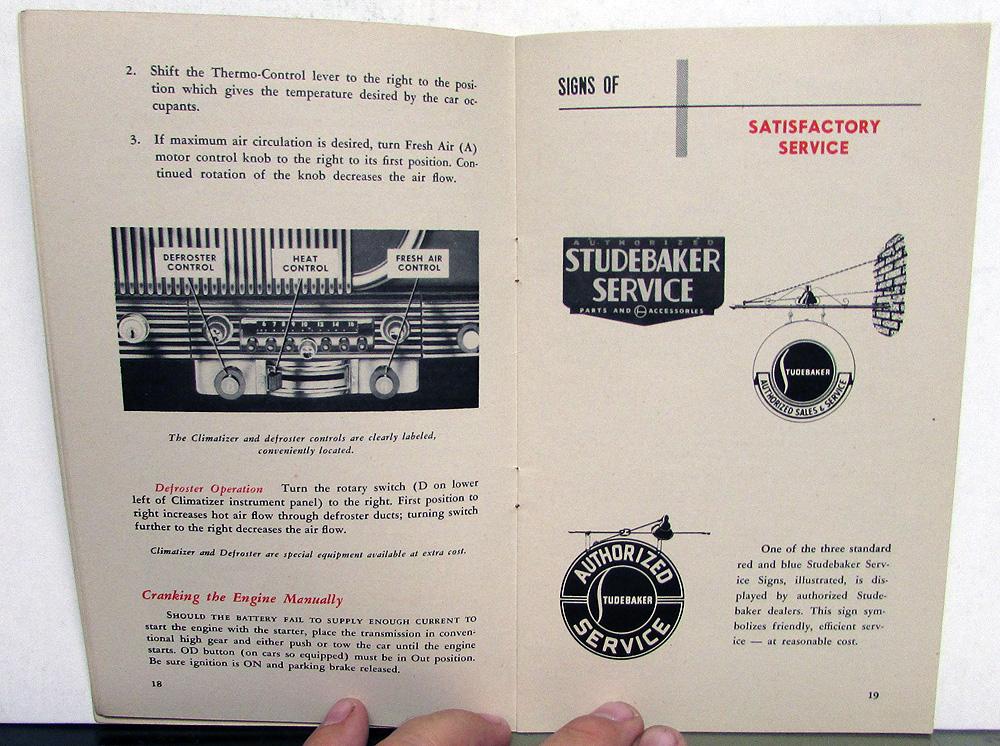 2. Shift the Thermo-Control lever to the right to the posi-
tion which gives the temperature desired by the car oc-
cupants.
3. If maximum air circulation is desired, turn Fresh Air (A)
motor control knob to the right to its first position. Con-
tinued rotation of the knob decreases the air flow.
DEFROSTER
CONTROL
HEAT
CONTROL
FRESH AIR
CONTROL
6 7 8 9 10 12 14 16
The Climatizer and defroster controls are clearly labeled,
conveniently located.
Defroster Operation Turn the rotary switch (D on lower
left of Climatizer instrument panel) to the right. First position to
right increases hot air flow through defroster ducts; turning switch
further to the right decreases the air flow.
Climatizer and Defroster are special equipment available at extra cost.
Cranking the Engine Manually
SHOULD THE BATTERY FAIL TO SUPPLY ENOUGH CURRENT TO
start the engine with the starter, place the transmission in conven-
tional high gear and either push or tow the car until the engine
starts. OD button (on cars so equipped) must be in Out position.
Be sure ignition is ON and parking brake released.
18
SIGNS OF
SATISFACTORY
SERVICE
AUTHORIZED
STUDEBAKER
SERVICE
PARTS AND ACCESSORIES
STUDEBAKER
AUTHORIZED SALES & SERVICE
AUTHORIZED
STUDEBAKER
SERVICE
One of the three standard
red and blue Studebaker Serv-
ice Signs, illustrated, is dis-
played by authorized Stude-
baker dealers. This sign sym-
bolizes friendly, efficient serv-
ice — at reasonable cost.
19